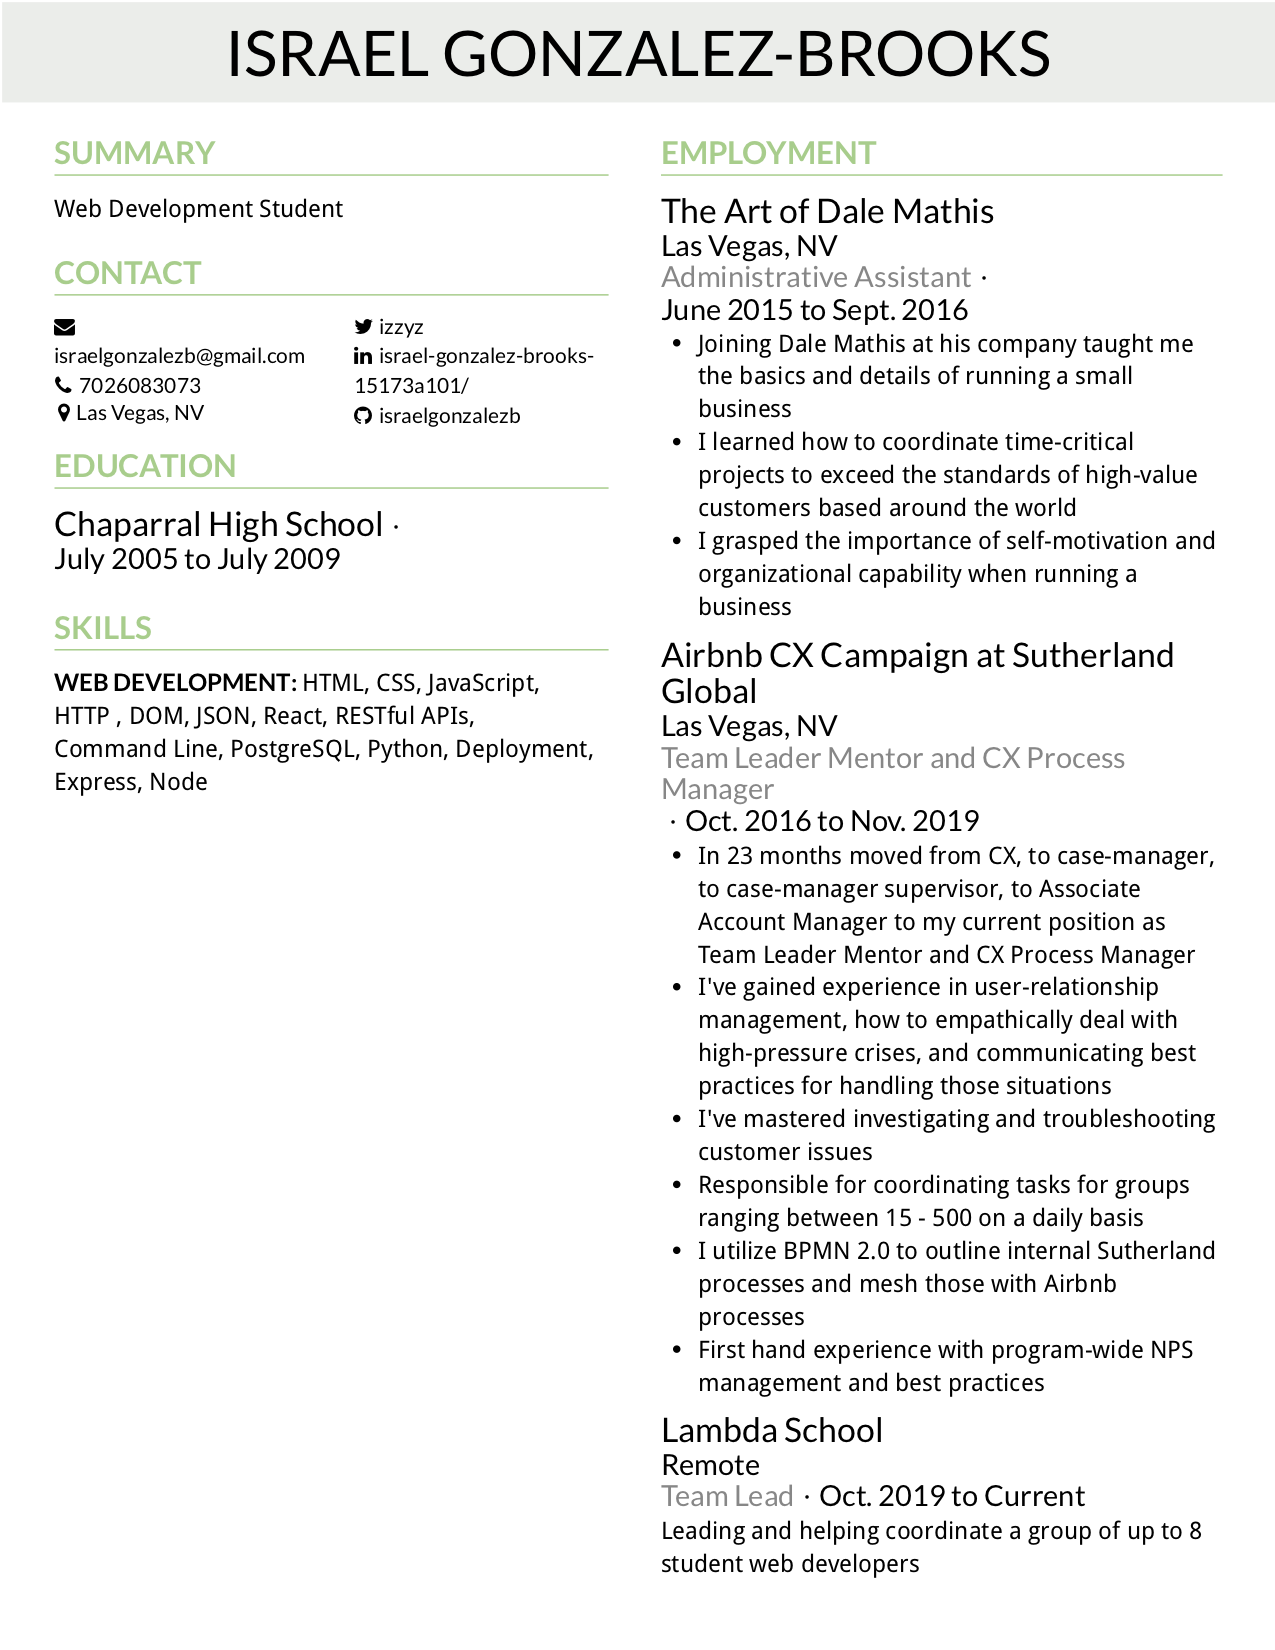 ISRAEL GONZALEZ-BROOKS
SUMMARY
Web Development Student
CONTACT
israelgonzalezb@gmail.com
7026083073
Las Vegas, NV
izzyz
israel-gonzalez-brooks-
15173a101/
israelgonzalezb
EDUCATION
Chaparral High School ·
July 2005 to July 2009
SKILLS
WEB DEVELOPMENT: HTML, CSS, JavaScript,
HTTP , DOM, JSON, React, RESTful APIs,
Command Line, PostgreSQL, Python, Deployment,
Express, Node
EMPLOYMENT
The Art of Dale Mathis
Las Vegas, NV
Administrative Assistant ·
June 2015 to Sept. 2016
• Joining Dale Mathis at his company taught me
the basics and details of running a small
business
• I learned how to coordinate time-critical
projects to exceed the standards of high-value
customers based around the world
• I grasped the importance of self-motivation and
organizational capability when running a
business
Airbnb CX Campaign at Sutherland
Global
Las Vegas, NV
Team Leader Mentor and CX Process
Manager
· Oct. 2016 to Nov. 2019
• In 23 months moved from CX, to case-manager,
to case-manager supervisor, to Associate
Account Manager to my current position as
Team Leader Mentor and CX Process Manager
• I've gained experience in user-relationship
management, how to empathically deal with
high-pressure crises, and communicating best
practices for handling those situations
• I've mastered investigating and troubleshooting
customer issues
• Responsible for coordinating tasks for groups
ranging between 15 - 500 on a daily basis
• I utilize BPMN 2.0 to outline internal Sutherland
processes and mesh those with Airbnb
processes
• First hand experience with program-wide NPS
management and best practices
Lambda School
Remote
Team Lead · Oct. 2019 to Current
Leading and helping coordinate a group of up to 8
student web developers